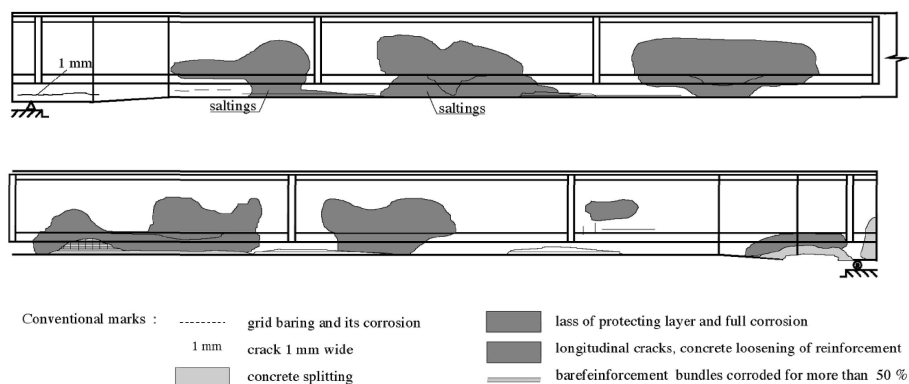 1 mm
saltings
saltings
Conventional marks :
grid baring and its corrosion
1 mm
crack 1 mm wide
concrete splitting
lass of protecting layer and full corrosion
longitudinal cracks, concrete loosening of reinforcement
barefeinforcement bundles corroded for more than 50 %